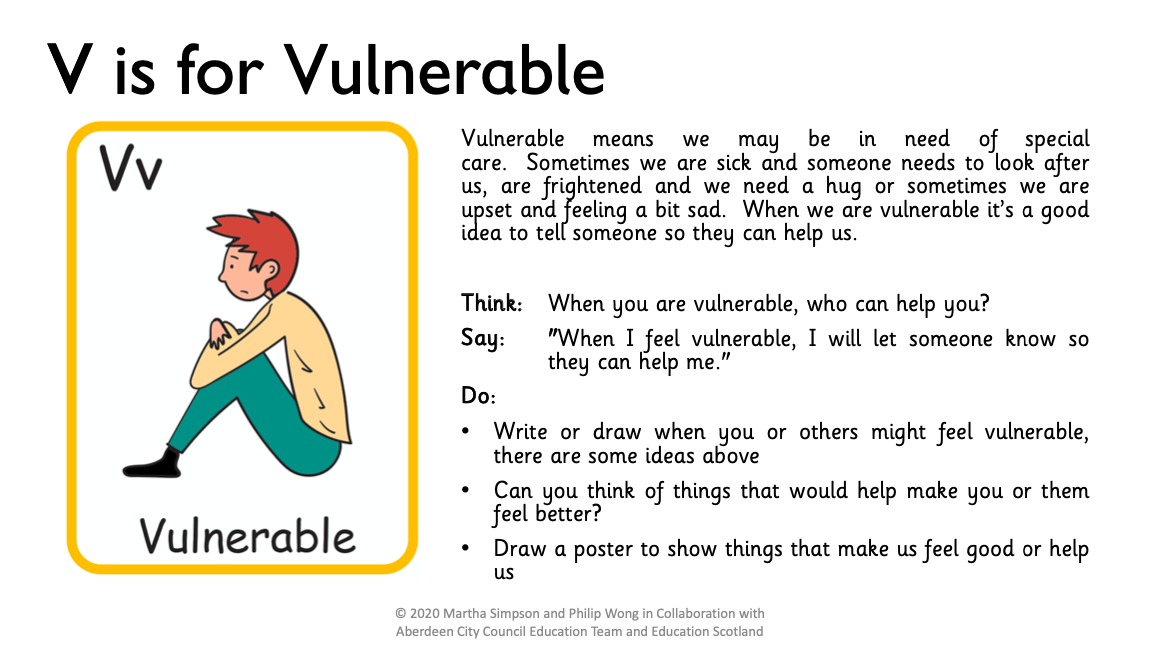 V is for Vulnerable
Vv
Vulnerable
Vulnerable means we may be in need of special
care.  Sometimes we are sick and someone needs to look after
us, are frightened and we need a hug or sometimes we are
upset and feeling a bit sad.  When we are vulnerable it's a good
idea to tell someone so they can help us.
Think: When you are vulnerable, who can help you?
Say: "When I feel vulnerable, I will let someone know so
they can help me."
Do:
• Write or draw when you or others might feel vulnerable,
there are some ideas above
• Can you think of things that would help make you or them
feel better?
• Draw a poster to show things that make us feel good or help
us
© 2020 Martha Simpson and Philip Wong in Collaboration with
Aberdeen City Council Education Team and Education Scotland